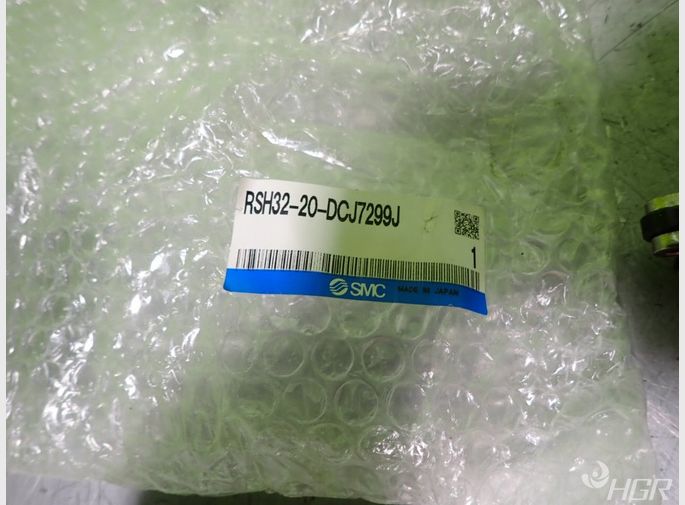 RSH32-20-DCJ7299J
1
SMC MADE IN JAPAN
HGR